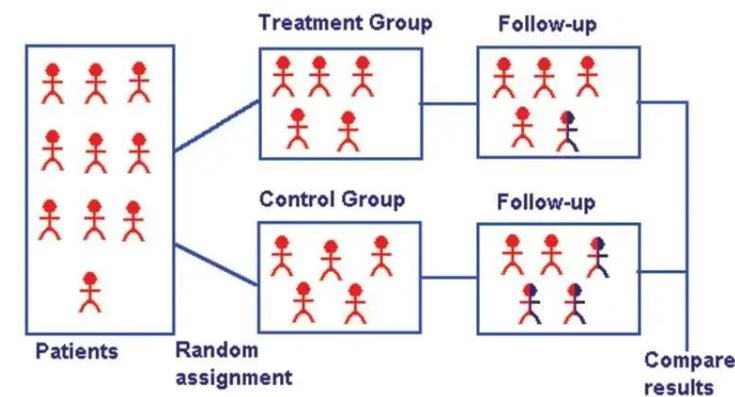 Treatment Group
Follow-up
Control Group
Follow-up
Patients
Random
assignment
Compare
results